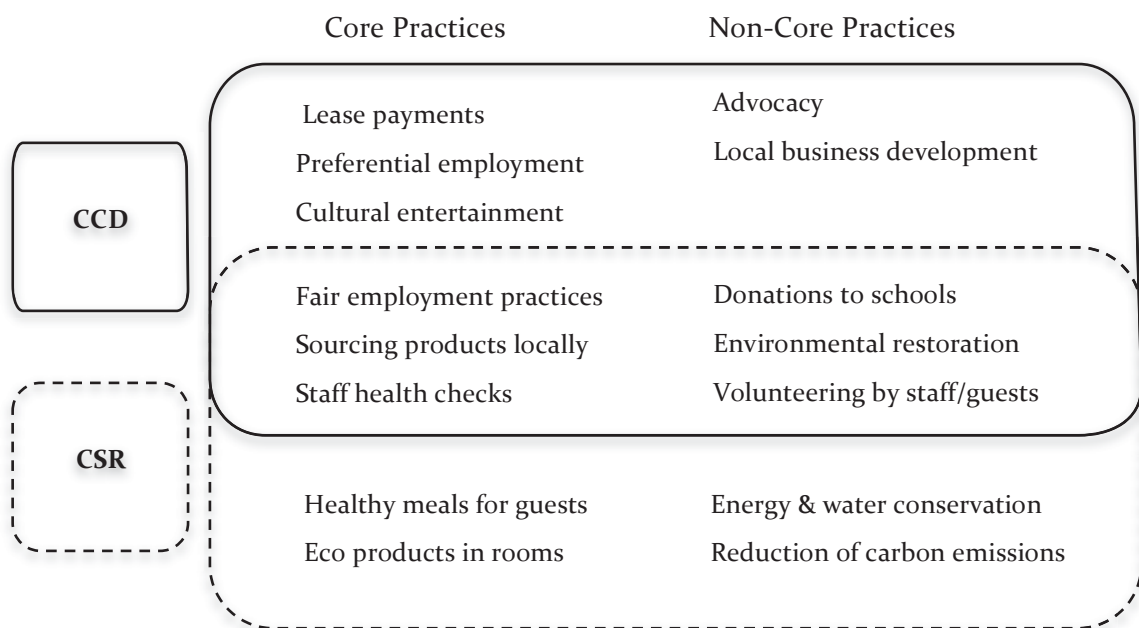 Core Practices
Non-Core Practices
Lease payments
Advocacy
Preferential employment
Local business development
Cultural entertainment
CCD
Fair employment practices
Donations to schools
Sourcing products locally
Environmental restoration
Staff health checks
Volunteering by staff/guests
CSR
Healthy meals for guests
Energy & water conservation
Eco products in rooms
Reduction of carbon emissions